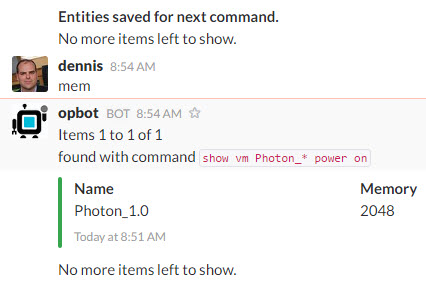 Entities saved for next command.
No more items left to show.
dennis 8:54 AM
mem
opbot BOT 8:54 AM
Items 1 to 1 of 1
found with command show vm Photon_* power on
Name Memory
Photon_1.0 2048
Today at 8:51 AM
No more items left to show.